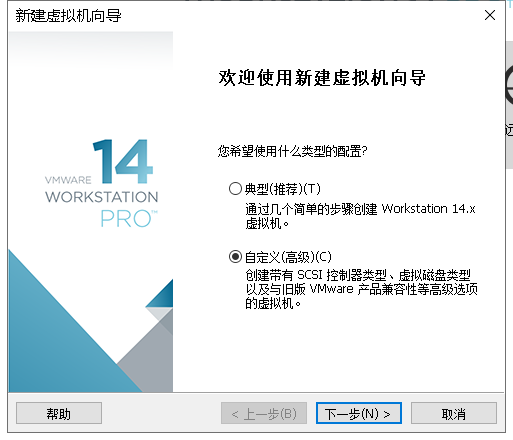 新建虚拟机向导
欢迎使用新建虚拟机向导
您希望使用什么类型的配置?
典型(推荐)(T)
通过几个简单的步骤创建 Workstation 14.x
虚拟机。
自定义(高级)(C)
创建带有 SCSI 控制器类型、虚拟磁盘类型
以及与旧版 VMware 产品兼容性等高级选项
的虚拟机。
14
VMWARE
WORKSTATION
PRO™
帮助
< 上一步(B)
下一步(N) >
取消